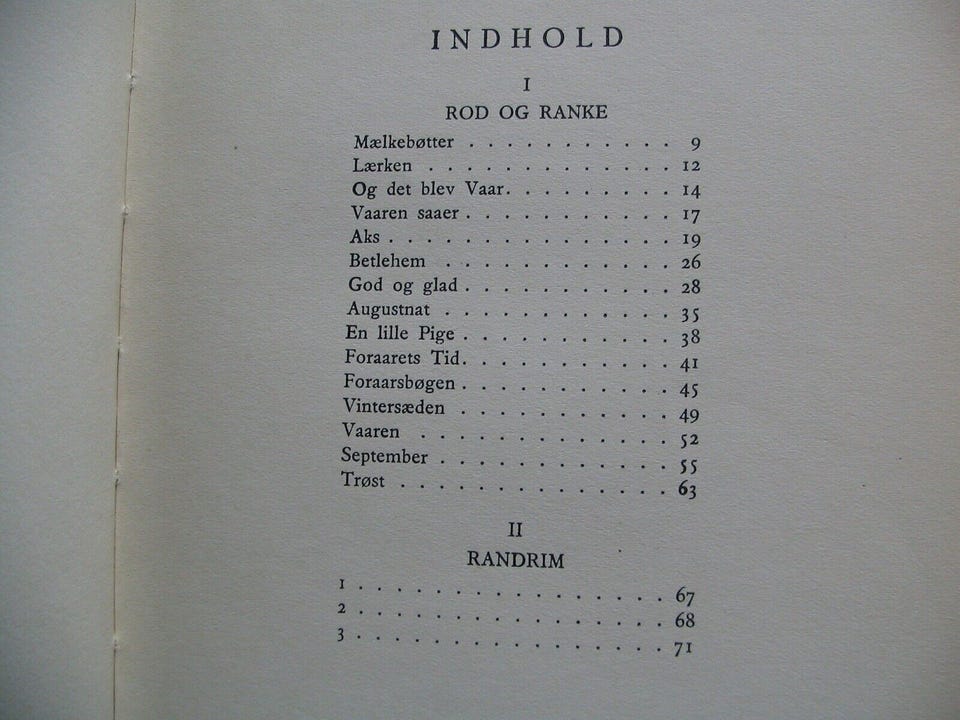 INDHOLD
I
ROD OG RANKE
Mælkebøtter . . . . . . . . . . . 9
Lærken . . . . . . . . . . . . . 12
Og det blev Vaar. . . . . . . . . 14
Vaaren saaer . . . . . . . . . . . 17
Aks . . . . . . . . . . . . . . . 19
Betlehem . . . . . . . . . . . . 26
God og glad . . . . . . . . . . . 28
Augustnat . . . . . . . . . . . . 35
En lille Pige . . . . . . . . . . . 38
Foraarets Tid. . . . . . . . . . . 41
Foraarsbøgen . . . . . . . . . . . 45
Vintersæden . . . . . . . . . . . 49
Vaaren . . . . . . . . . . . . . 52
September . . . . . . . . . . . . 55
Trøst . . . . . . . . . . . . . . 63
II
RANDRIM
1 . . . . . . . . . . . . . . . . 67
2 . . . . . . . . . . . . . . . . 68
3 . . . . . . . . . . . . . . . . 71